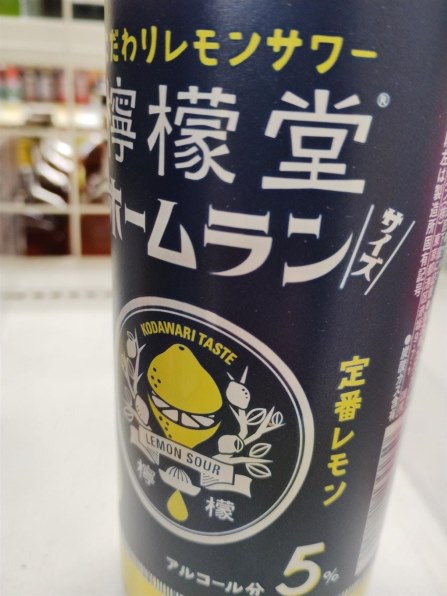 だわりレモンサワー
檸檬堂®
ホームラン
サイズ
KODAWARI TASTE
LEMON SOUR
檸檬
定番レモン
アルコール分 5%